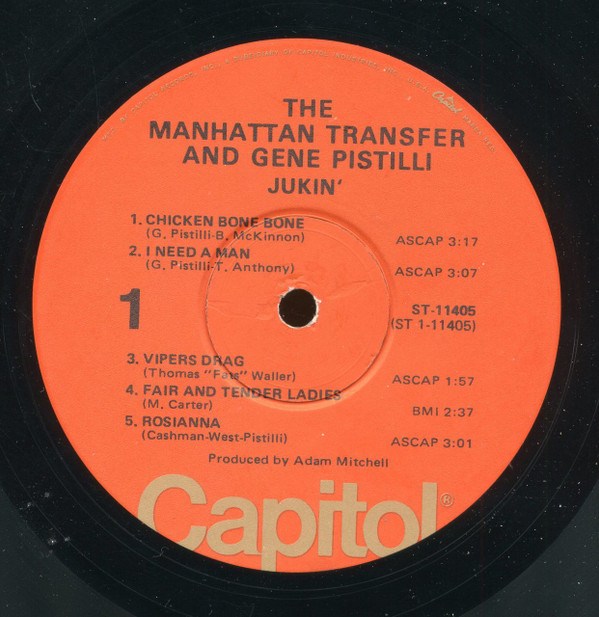 THE
MANHATTAN TRANSFER
AND GENE PISTILLI
JUKIN'
1. CHICKEN BONE BONE
(G. Pistilli-B. McKinnon) ASCAP 3:17
2. I NEED A MAN
(G. Pistilli-T. Anthony) ASCAP 3:07
1
ST-11405
(ST 1-11405)
3. VIPERS DRAG
(Thomas "Fats" Waller) ASCAP 1:57
4. FAIR AND TENDER LADIES
(M. Carter) BMI 2:37
5. ROSIANNA
(Cashman-West-Pistilli) ASCAP 3:01
Produced by Adam Mitchell
Capitol®